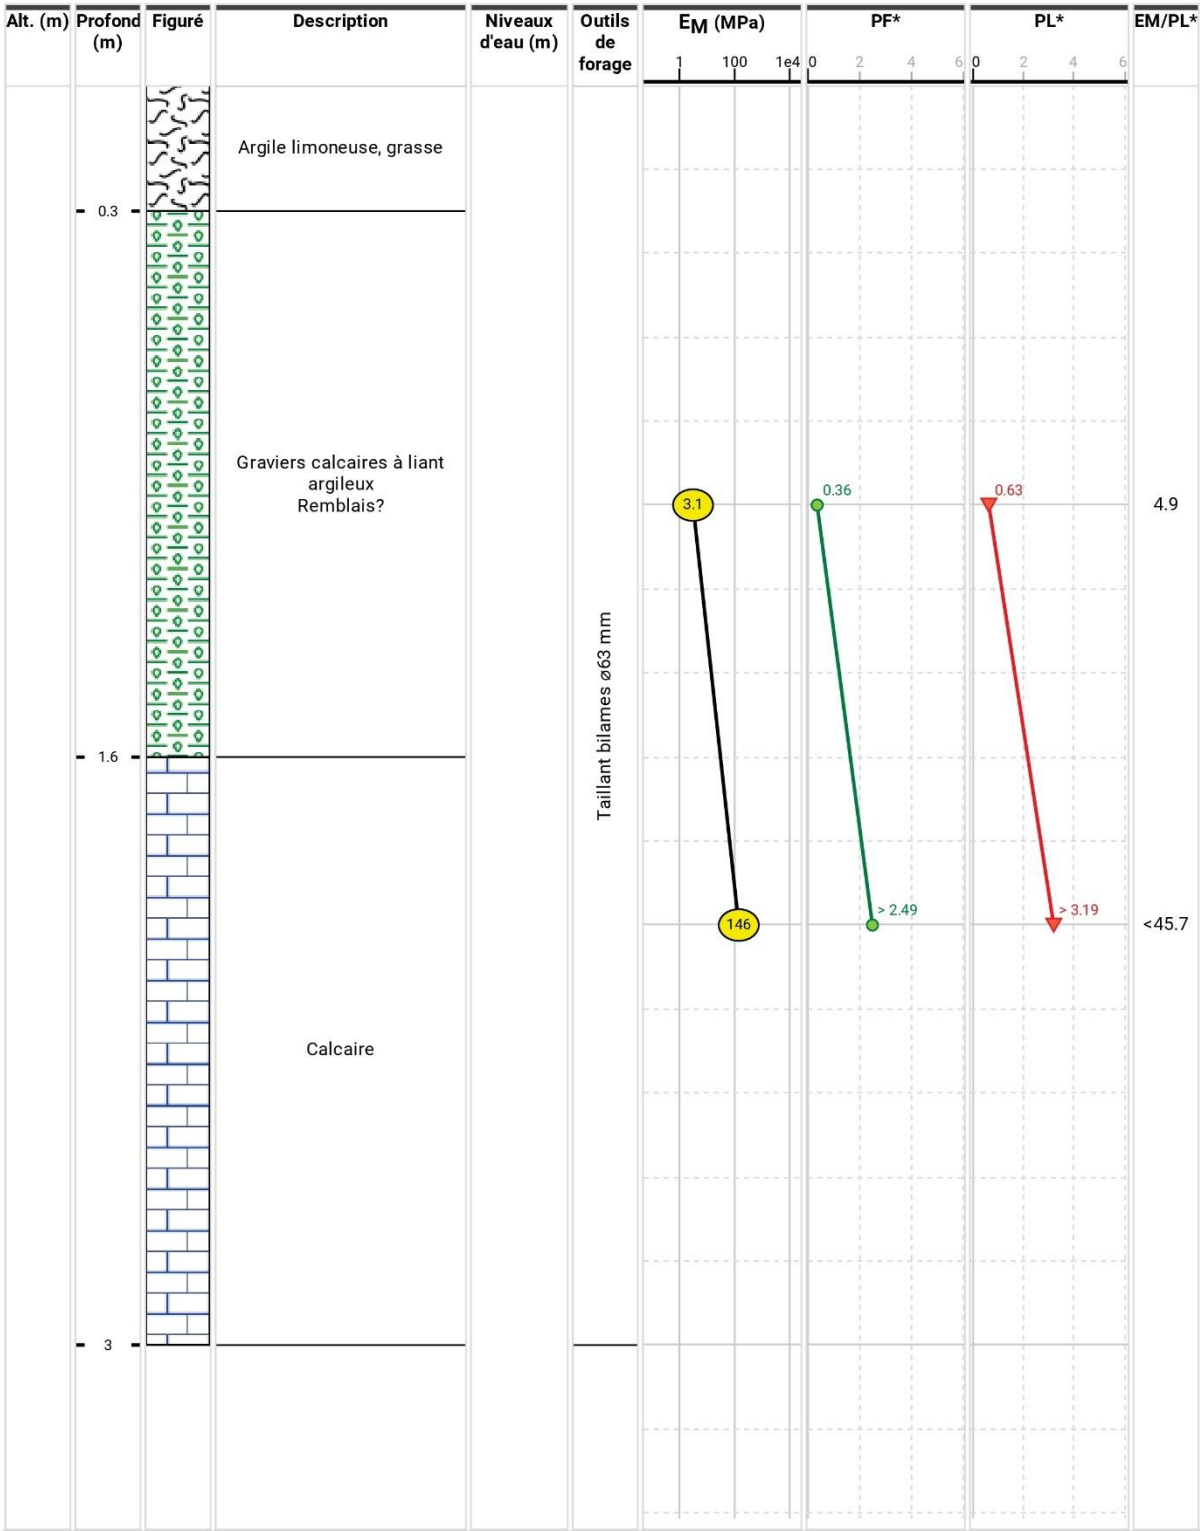 Alt. (m)
Profond
(m)
Figuré
Description
Niveaux
d'eau (m)
Outils
de
forage
EM (MPa)
1 100 1e4
PF*
0 2 4 6
PL*
0 2 4 6
EM/PL*
Argile limoneuse, grasse
0.3
Graviers calcaires à liant
argileux
Remblais?
3.1
0.36
0.63
4.9
Taillant bilames ø63 mm
1.6
146
> 2.49
> 3.19
<45.7
Calcaire
3